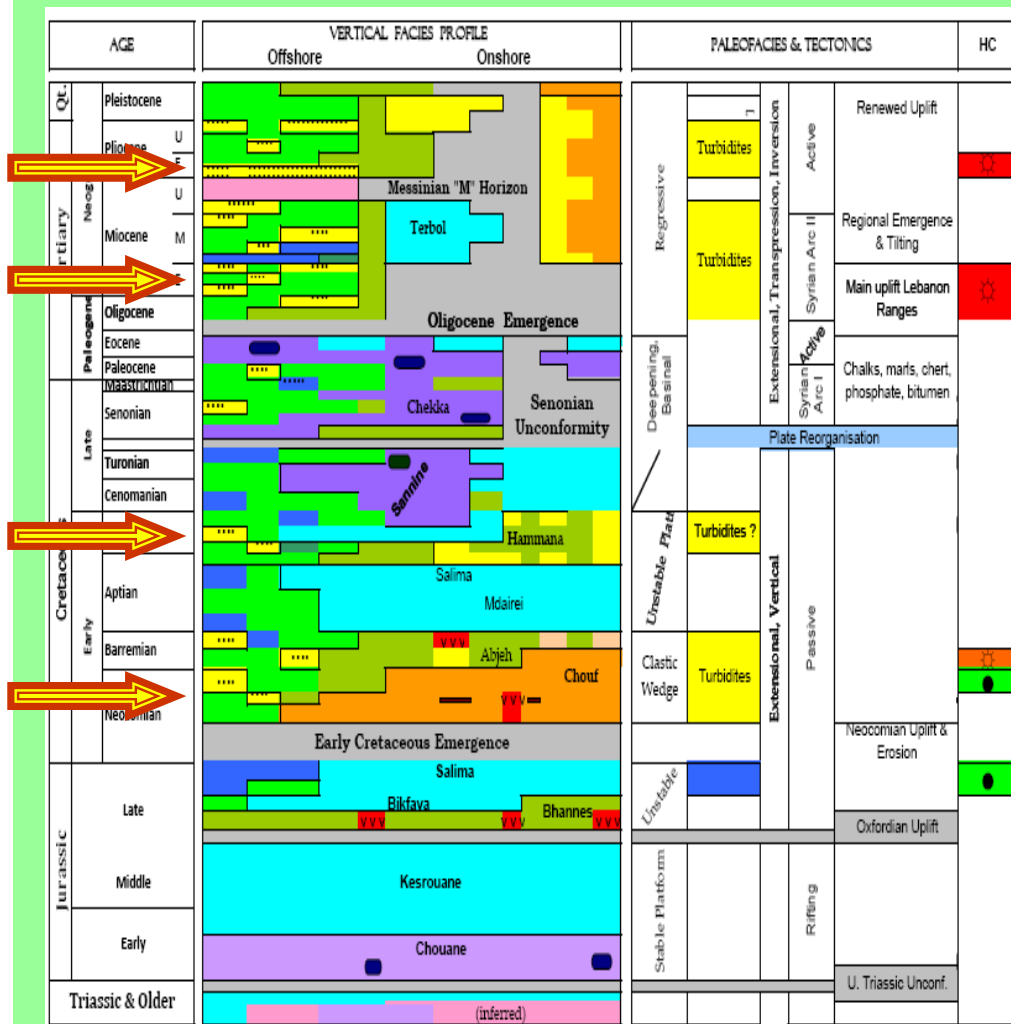 AGE
VERTICAL FACIES PROFILE
Offshore
Onshore
PALEOFACIES & TECTONICS
HC
Qt.
Tertiary
Neog
Paleogene
Cretaceous
Late
Early
Jurassic
Pleistocene
Pliocene
U
E
Miocene
U
M
E
Oligocene
Eocene
Paleocene
Maastrichtian
Senonian
Turonian
Cenomanian
Aptian
Barremian
Neocomian
Late
Middle
Early
Triassic & Older
Messinian "M" Horizon
Terbol
Oligocene Emergence
Chekka
Senonian
Unconformity
Sannine
Hammana
Salima
Mdairei
V V V
Abjeh
Chouf
V V V
Early Cretaceous Emergence
Salima
Bikfaya
Bhannes
V V V
V V V
V V V
Kesrouane
Chouane
(inferred)
Regressive
Deepening,
Basinal
Unstable Platf
Clastic
Wedge
Unstable
Stable Platform
Turbidites
Turbidites
Turbidites ?
Turbidites
Extensional, Transpression, Inversion
Extensional, Vertical
Active
Syrian Arc II
Active
Syrian
Arc I
Passive
Rifting
Renewed Uplift
Regional Emergence
& Tilting
Main uplift Lebanon
Ranges
Chalks, marls, chert,
phosphate, bitumen
Plate Reorganisation
Neocomian Uplift &
Erosion
Oxfordian Uplift
U. Triassic Unconf.